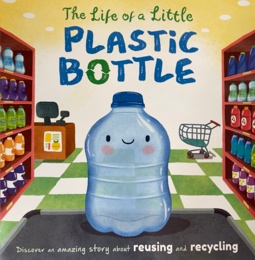 The Life of a Little
PLASTIC
BOTTLE
Discover an amazing story about reusing and recycling